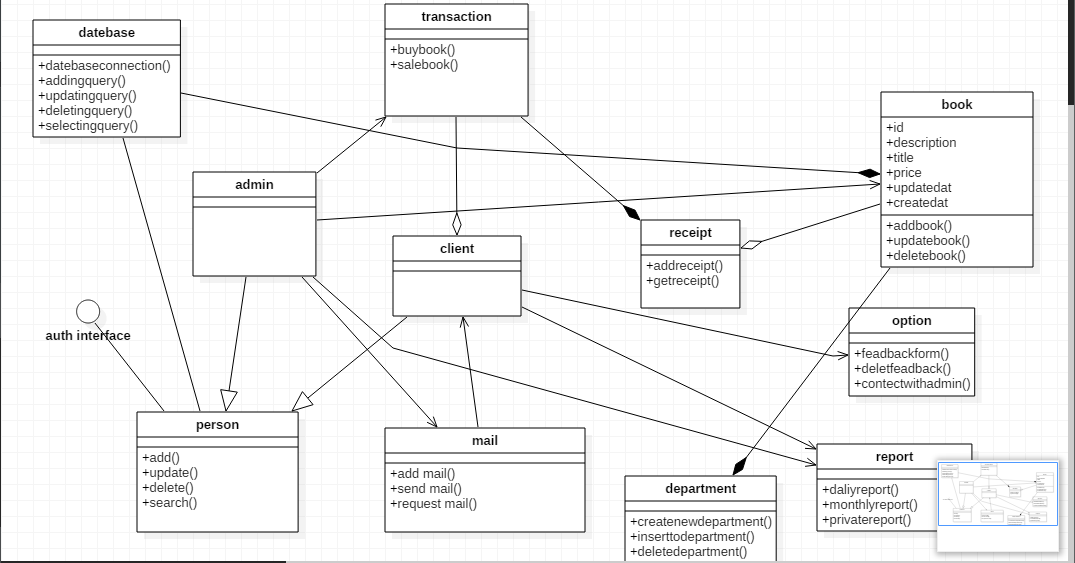 transaction
+buybook()
+salebook()
datebase
+datebaseconnection()
+addingquery()
+updatingquery()
+deletingquery()
+selectingquery()
book
+id
+description
+title
+price
+updatedat
+createdat
+addbook()
+updatebook()
+deletebook()
admin
client
receipt
+addreceipt()
+getreceipt()
auth interface
option
+feadbackform()
+deletfeadback()
+contectwithadmin()
person
+add()
+update()
+delete()
+search()
mail
+add mail()
+send mail()
+request mail()
report
+daliyreport()
+monthlyreport()
+privatereport()
department
+createnewdepartment()
+inserttodepartment()
+deletedepartment()